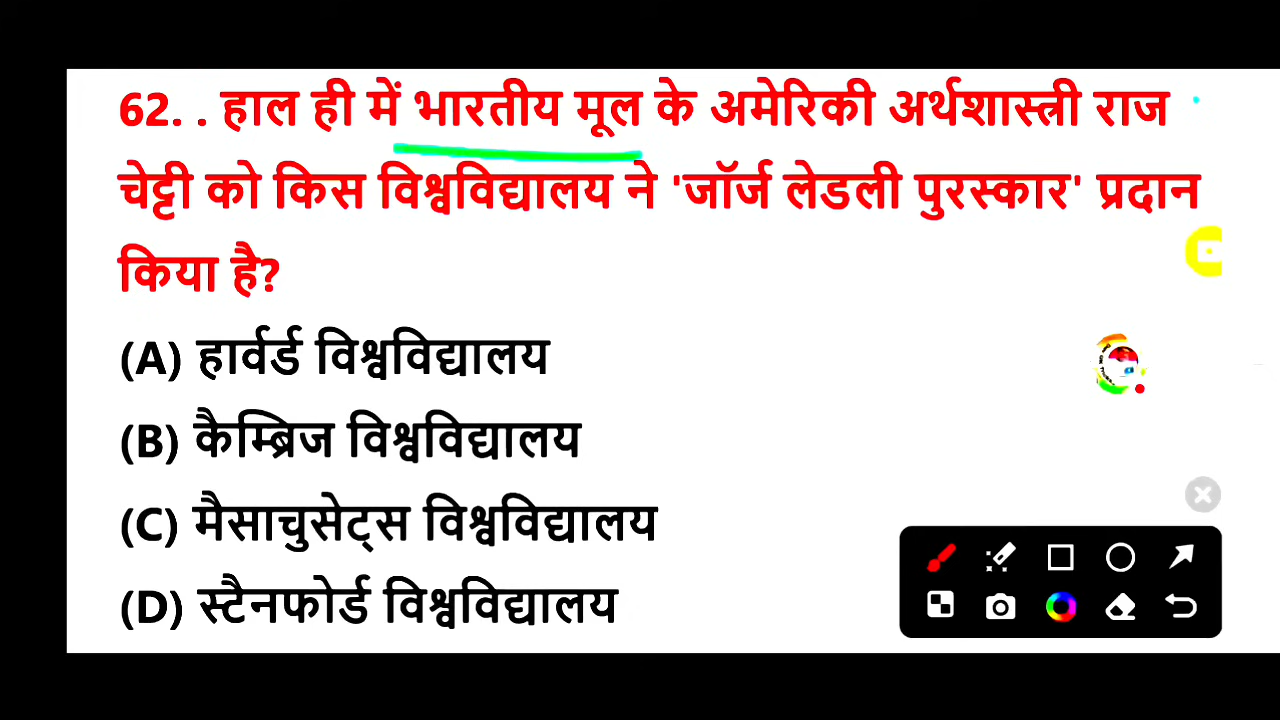 62. . हाल ही में भारतीय मूल के अमेरिकी अर्थशास्त्री राज
चेट्टी को किस विश्वविद्यालय ने 'जॉर्ज लेडली पुरस्कार' प्रदान
किया है?
(A) हार्वर्ड विश्वविद्यालय
(B) कैम्ब्रिज विश्वविद्यालय
(C) मैसाचुसेट्स विश्वविद्यालय
(D) स्टैनफोर्ड विश्वविद्यालय